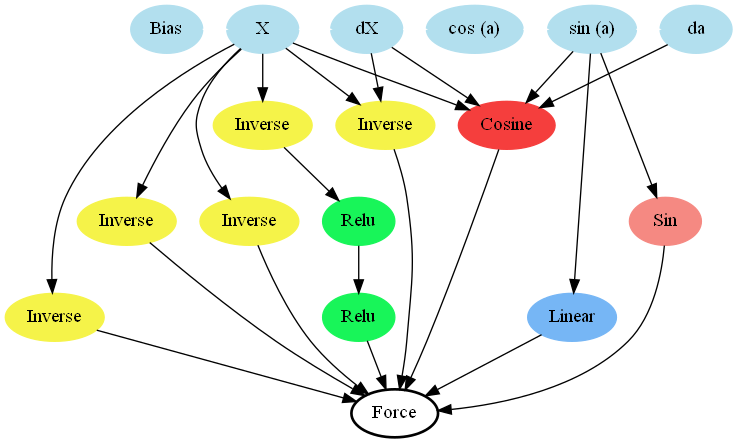 Bias
X
dX
cos (a)
sin (a)
da
Inverse
Inverse
Cosine
Inverse
Inverse
Relu
Sin
Inverse
Relu
Linear
Force